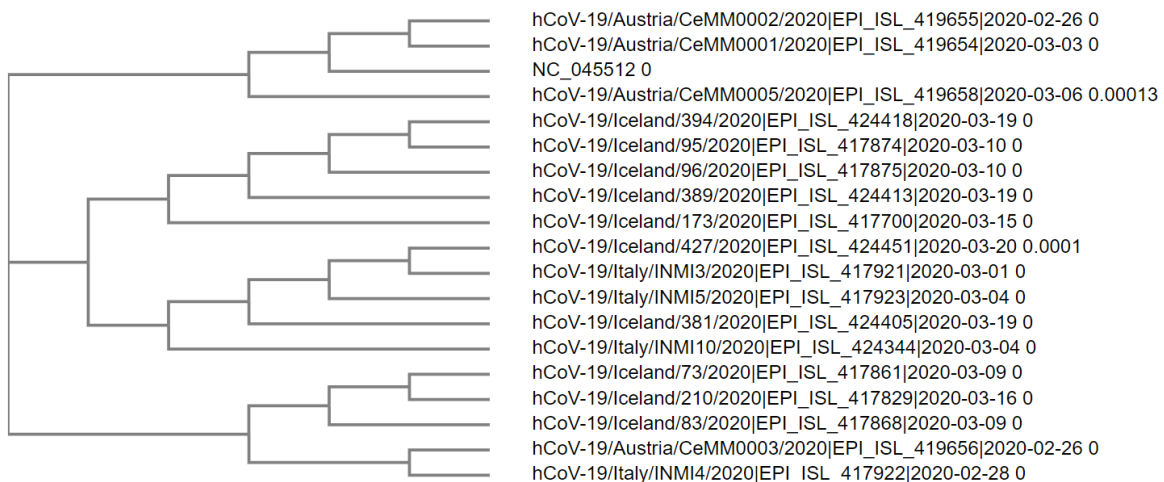 hCoV-19/Austria/CeMM0002/2020|EPI_ISL_419655|2020-02-26 0
hCoV-19/Austria/CeMM0001/2020|EPI_ISL_419654|2020-03-03 0
NC_045512 0
hCoV-19/Austria/CeMM0005/2020|EPI_ISL_419658|2020-03-06 0.00013
hCoV-19/Iceland/394/2020|EPI_ISL_424418|2020-03-19 0
hCoV-19/Iceland/95/2020|EPI_ISL_417874|2020-03-10 0
hCoV-19/Iceland/96/2020|EPI_ISL_417875|2020-03-10 0
hCoV-19/Iceland/389/2020|EPI_ISL_424413|2020-03-19 0
hCoV-19/Iceland/173/2020|EPI_ISL_417700|2020-03-15 0
hCoV-19/Iceland/427/2020|EPI_ISL_424451|2020-03-20 0.0001
hCoV-19/Italy/INMI3/2020|EPI_ISL_417921|2020-03-01 0
hCoV-19/Italy/INMI5/2020|EPI_ISL_417923|2020-03-04 0
hCoV-19/Iceland/381/2020|EPI_ISL_424405|2020-03-19 0
hCoV-19/Italy/INMI10/2020|EPI_ISL_424344|2020-03-04 0
hCoV-19/Iceland/73/2020|EPI_ISL_417861|2020-03-09 0
hCoV-19/Iceland/210/2020|EPI_ISL_417829|2020-03-16 0
hCoV-19/Iceland/83/2020|EPI_ISL_417868|2020-03-09 0
hCoV-19/Austria/CeMM0003/2020|EPI_ISL_419656|2020-02-26 0
hCoV-19/Italy/INMI4/2020|EPI_ISL_417922|2020-02-28 0